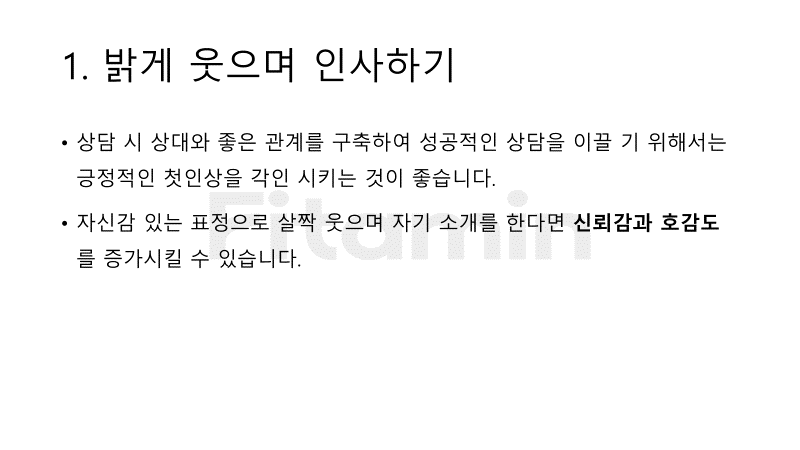 1. 밝게 웃으며 인사하기
• 상담 시 상대와 좋은 관계를 구축하여 성공적인 상담을 이끌 기 위해서는
긍정적인 첫인상을 각인 시키는 것이 좋습니다.
• 자신감 있는 표정으로 살짝 웃으며 자기 소개를 한다면 신뢰감과 호감도
를 증가시킬 수 있습니다.
Fitamin